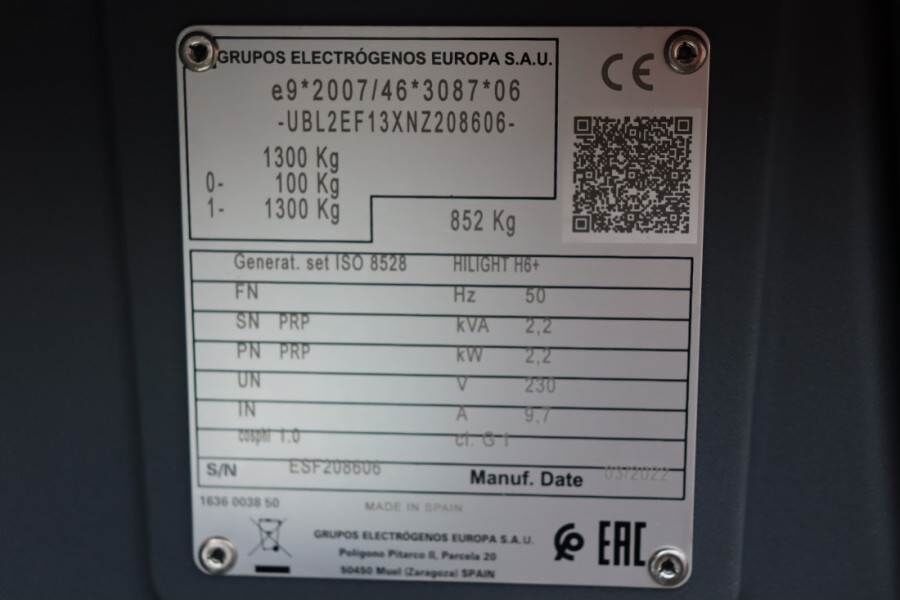 GRUPOS ELECTRÓGENOS EUROPA S.A.U.
CE
e9*2007/46*3087*06
-UBL2EF13XNZ208606-
1300 Kg
0- 100 Kg
1- 1300 Kg
852 Kg
Generat. set ISO 8528 HILIGHT H6+
FN Hz 50
SN PRP kVA 2,2
PN PRP kW 2,2
UN V 230
IN A 9,7
cosphi 1.0 cl. G1
S/N ESF208606 Manuf. Date 03/2022
1636 0038 50 MADE IN SPAIN
GRUPOS ELECTRÓGENOS EUROPA S.A.U.
Polígono Pitarco II, Parcela 20
50450 Muel (Zaragoza) SPAIN
EAC